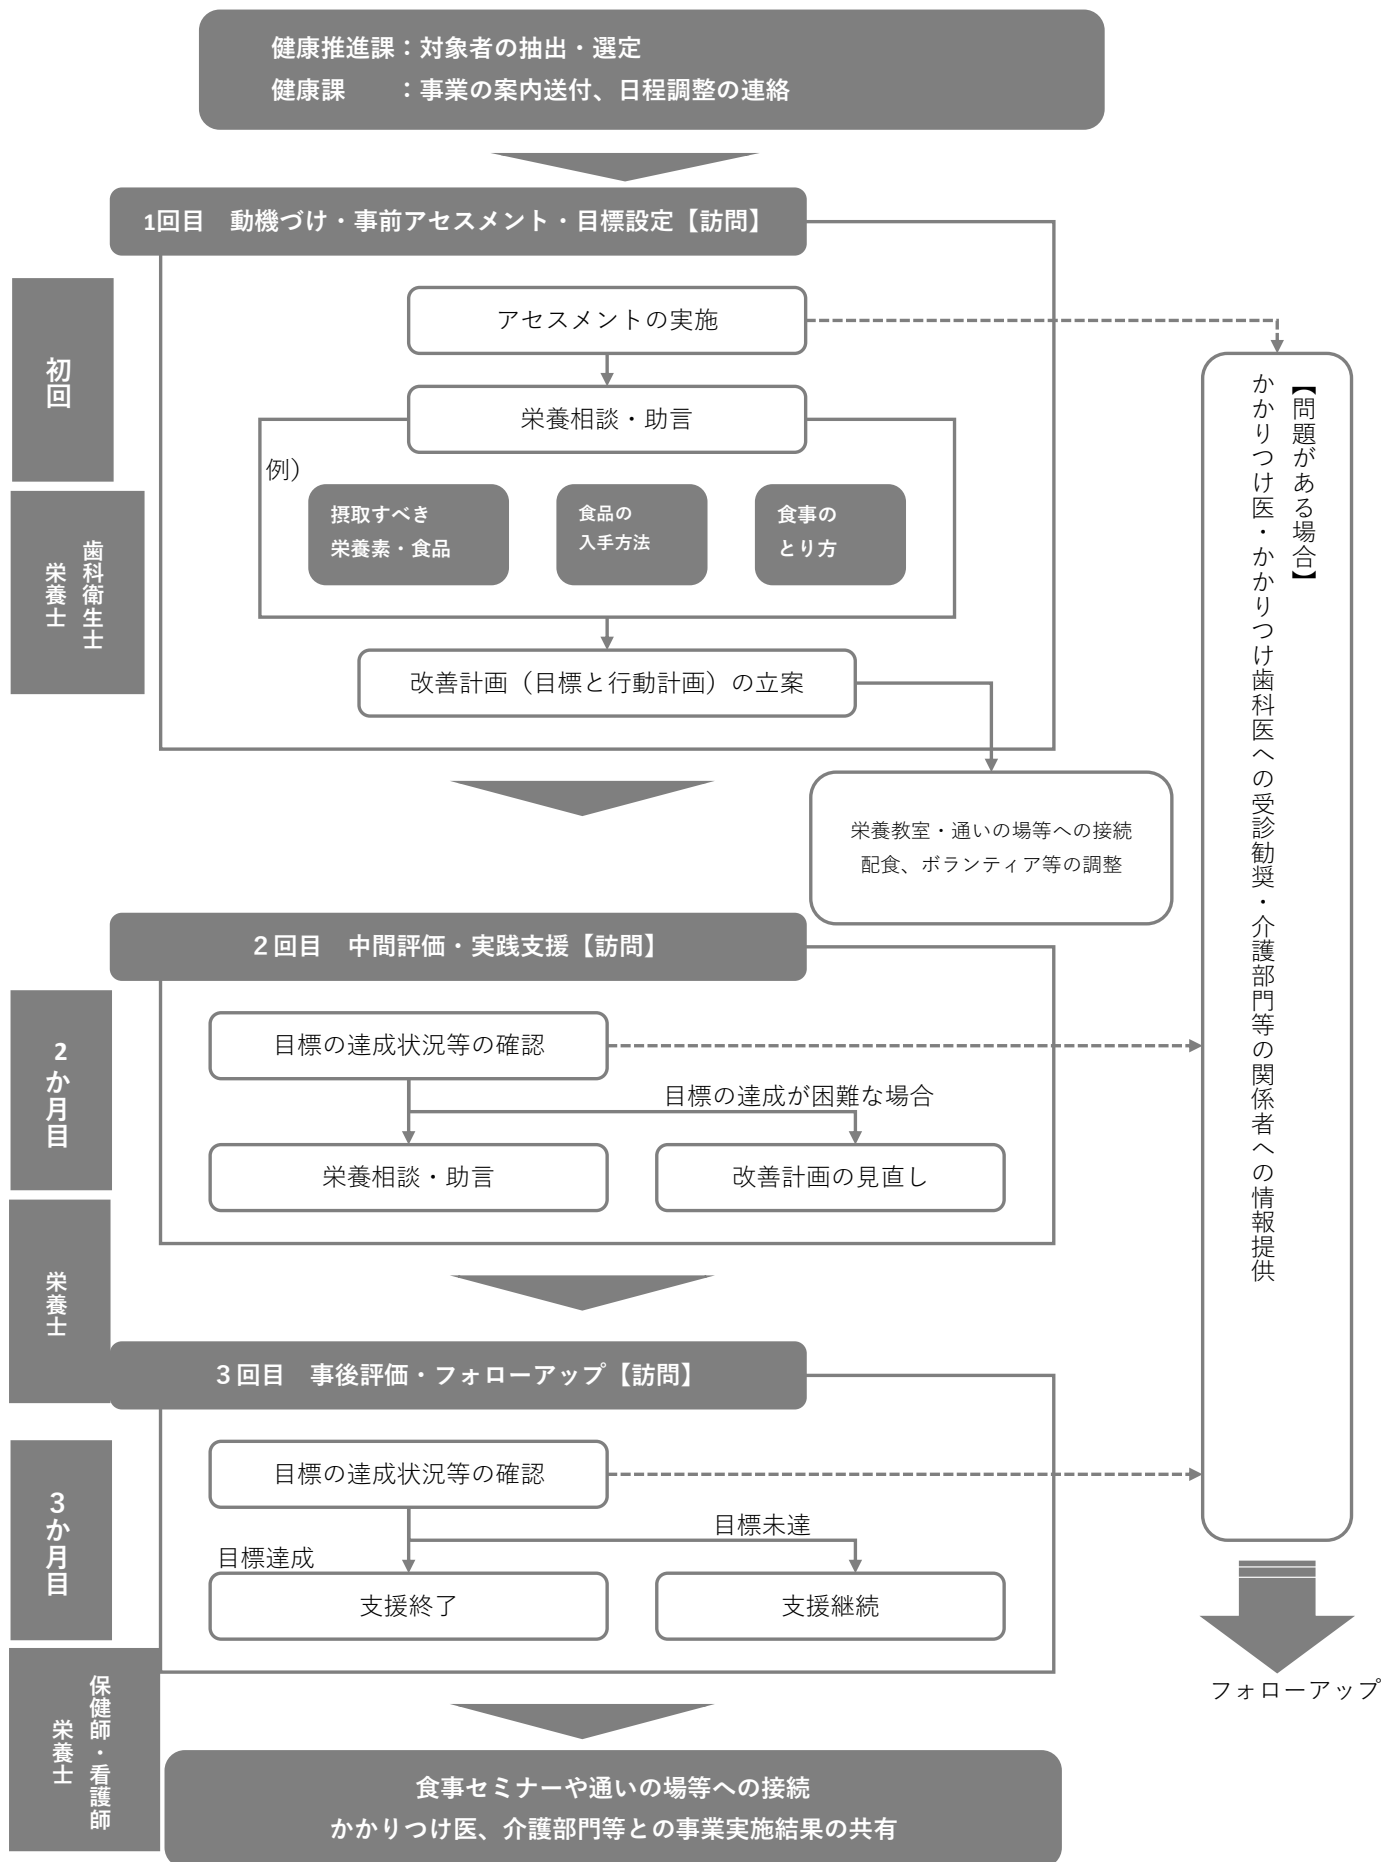 健康推進課：対象者の抽出・選定
健康課　　：事業の案内送付、日程調整の連絡
1回目　動機づけ・事前アセスメント・目標設定【訪問】
初回
歯科衛生士
栄養士
アセスメントの実施
栄養相談・助言
例）
摂取すべき
栄養素・食品
食品の
入手方法
食事の
とり方
改善計画（目標と行動計画）の立案
栄養教室・通いの場等への接続
配食、ボランティア等の調整
【問題がある場合】
かかりつけ医・かかりつけ歯科医への受診勧奨・介護部門等の関係者への情報提供
２回目　中間評価・実践支援【訪問】
2か月目
栄養士
目標の達成状況等の確認
目標の達成が困難な場合
栄養相談・助言
改善計画の見直し
３回目　事後評価・フォローアップ【訪問】
３か月目
保健師・看護師
栄養士
目標の達成状況等の確認
目標未達
目標達成
支援終了
支援継続
フォローアップ
食事セミナーや通いの場等への接続
かかりつけ医、介護部門等との事業実施結果の共有